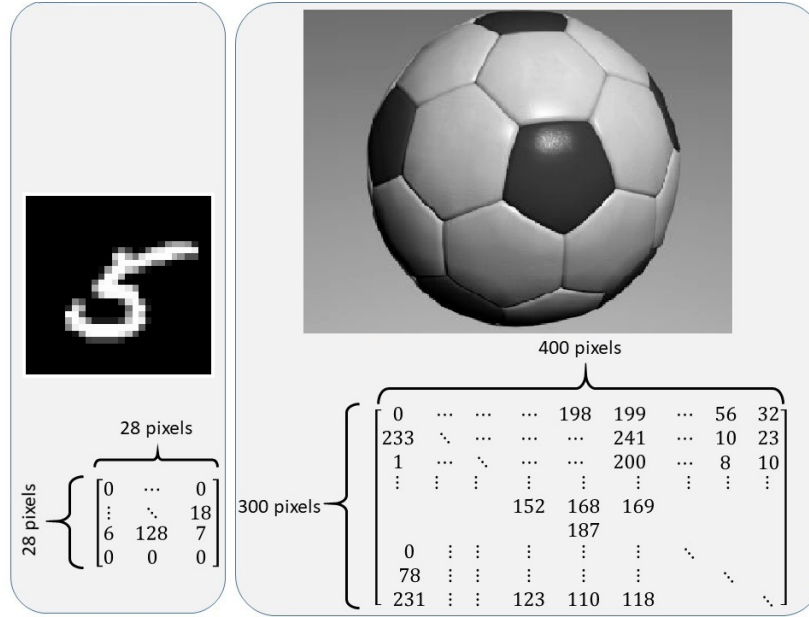 5
28 pixels
28 pixels
0 ⋯ 0
⋮ ⋱ 18
6 128 7
0 0 0
400 pixels
300 pixels
0 ⋯ ⋯ ⋯ 198 199 ⋯ 56 32
233 ⋱ ⋯ ⋯ ⋯ 241 ⋯ 10 23
1 ⋯ ⋱ ⋯ ⋯ 200 ⋯ 8 10
⋮ ⋮ ⋮ ⋮ ⋮ ⋮ ⋮ ⋮ ⋮
152 168 169
187
0 ⋮ ⋮ ⋮ ⋮ ⋮ ⋱
78 ⋮ ⋮ ⋮ ⋮ ⋮ ⋱
231 ⋮ ⋮ 123 110 118 ⋱